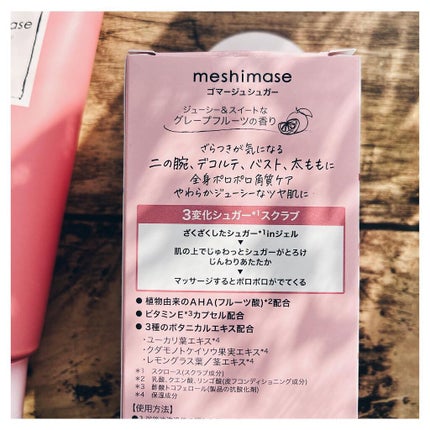 ase
meshimase
ゴマージュシュガー
ジューシー&スイートな
グレープフルーツの香り
ざらつきが気になる
二の腕、デコルテ、バスト、太ももに
全身ポロポロ角質ケア
やわらかジューシーなツヤ肌に
3変化シュガー*1スクラブ
ざくざくしたシュガー*1inジェル
▼
肌の上でじゅわっとシュガーがとろけ
じんわりあたたか
▼
マッサージするとポロポロがでてくる
●植物由来のAHA(フルーツ酸)*2配合
●ビタミンE*3カプセル配合
●3種のボタニカルエキス配合
・ユーカリ葉エキス*4
・クダモノトケイソウ果実エキス*4
・レモングラス葉/茎エキス*4
*1 スクロース(スクラブ成分)
*2 乳酸、クエン酸、リンゴ酸(皮フコンディショニング成分)
*3 酢酸トコフェロール(製品の抗酸化剤)
*4 保湿成分
【使用方法】